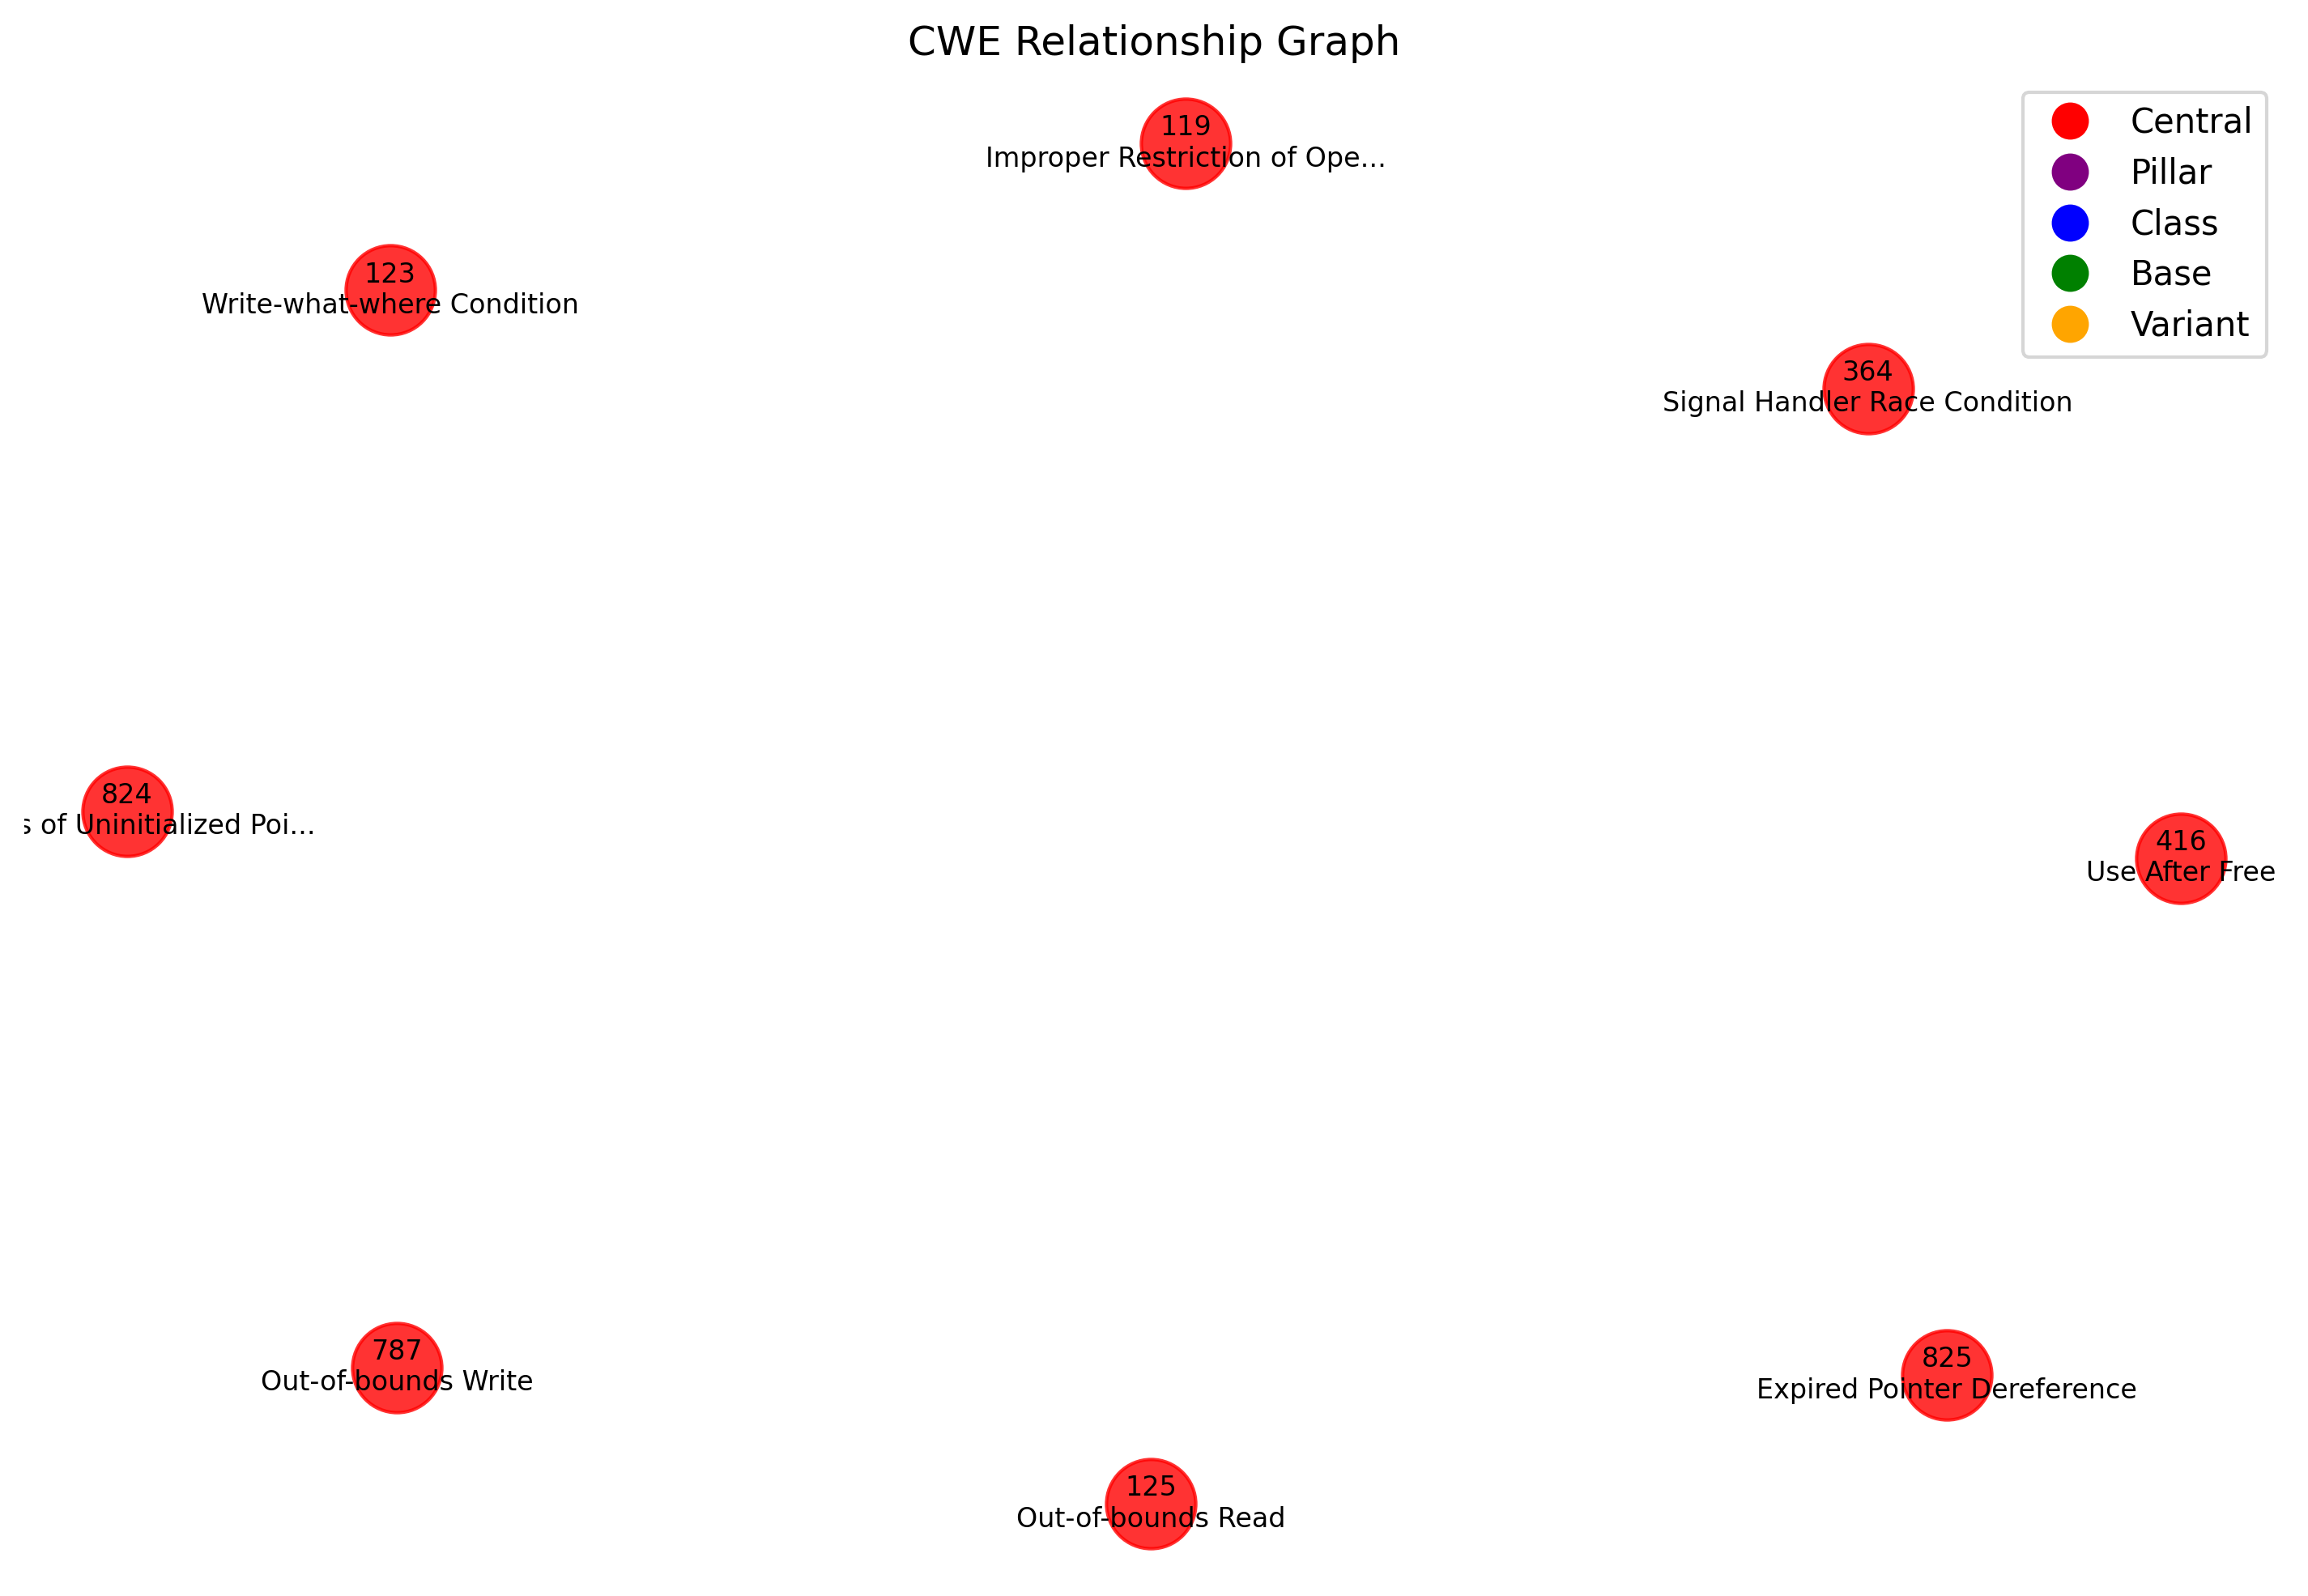 CWE Relationship Graph
119
Improper Restriction of Ope...
Central
Pillar
Class
Base
Variant
123
Write-what-where Condition
364
Signal Handler Race Condition
824
of Uninitialized Poi...
416
Use After Free
787
Out-of-bounds Write
825
Expired Pointer Dereference
125
Out-of-bounds Read